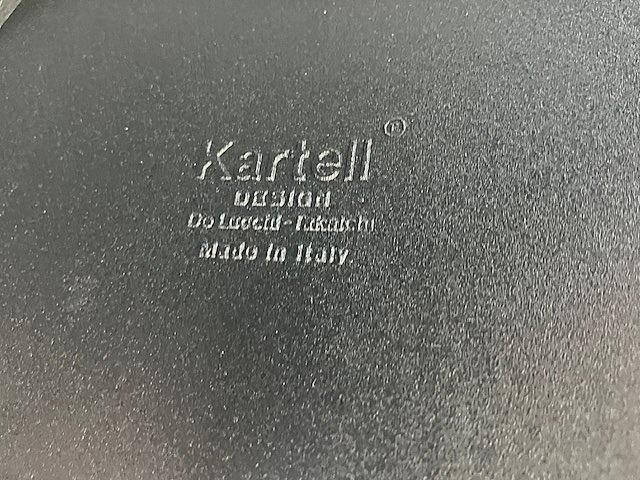 Kartell®
DESIGN
De Lucchi-Takaichi
Made in Italy